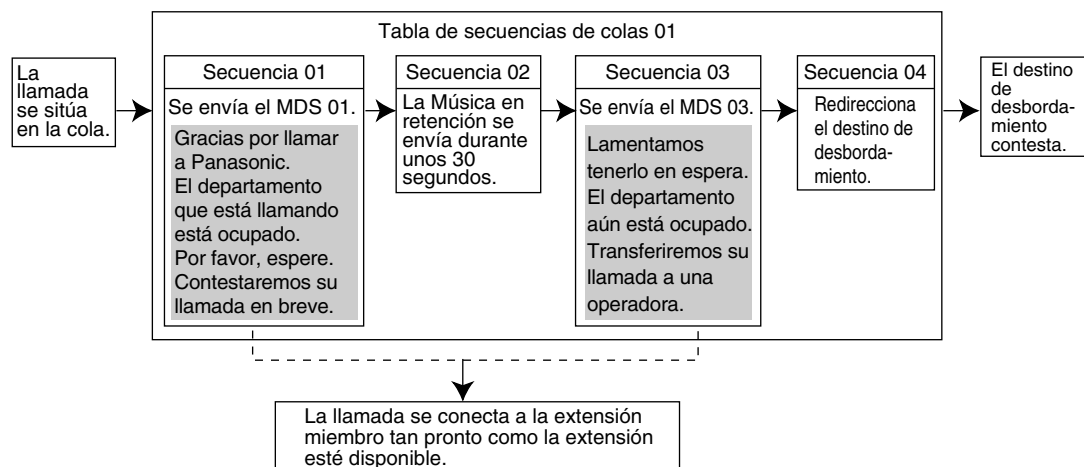 Tabla de secuencias de colas 01
La
llamada
se sitúa
en la cola.
Secuencia 01
Se envía el MDS 01.
Gracias por llamar
a Panasonic.
El departamento
que está llamando
está ocupado.
Por favor, espere.
Contestaremos su
llamada en breve.
Secuencia 02
La Música en
retención se
envía durante
unos 30
segundos.
Secuencia 03
Se envía el MDS 03.
Lamentamos
tenerlo en espera.
El departamento
aún está ocupado.
Transferiremos su
llamada a una
operadora.
Secuencia 04
Redirecciona
el destino de
desborda-
miento.
El destino
de
desborda-
miento
contesta.
La llamada se conecta a la extensión
miembro tan pronto como la extensión
esté disponible.